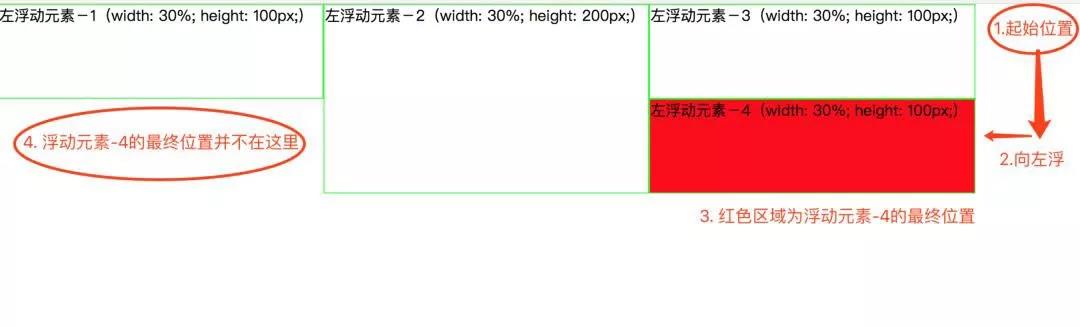 左浮动元素－1（width: 30%; height: 100px;）
左浮动元素－2（width: 30%; height: 200px;）
左浮动元素－3（width: 30%; height: 100px;）
1.起始位置
左浮动元素－4（width: 30%; height: 100px;）
4. 浮动元素-4的最终位置并不在这里
2.向左浮
3. 红色区域为浮动元素-4的最终位置